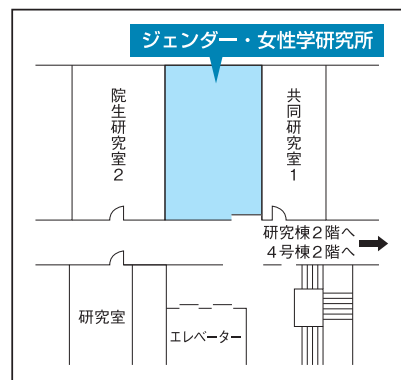 ジェンダー・女性学研究所
院生研究室2
共同研究室1
研究棟2階へ
4号棟2階へ
研究室
エレベーター